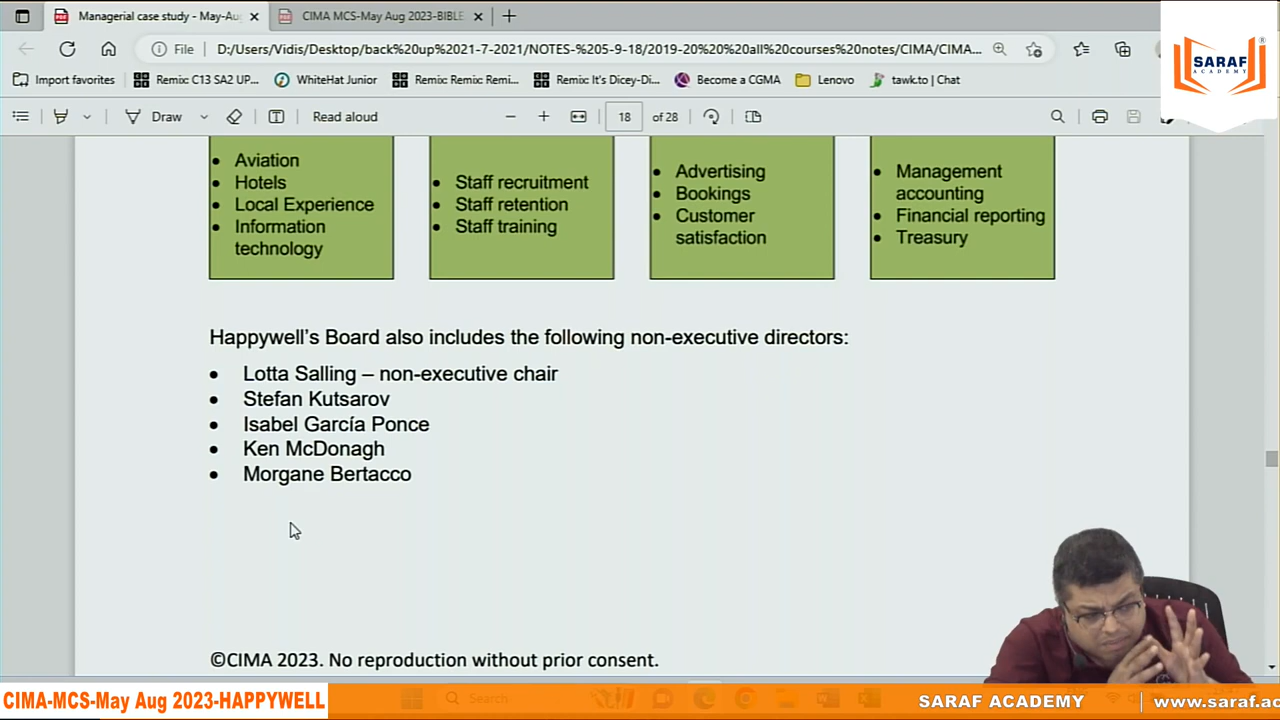 Managerial case study - May-Au
CIMA MCS-May Aug 2023-BIBLE
File
D:/Users/Vidis/Desktop/back%20up%2021-7-2021/NOTES-%205-9-18/2019-20%20%20all%20courses%20notes/CIMA/CIMA...
Import favorites
Remix: C13 SA2 UP...
WhiteHat Junior
Remix: Remix: Remi...
Remix: It's Dicey-Di...
Become a CGMA
Lenovo
tawk.to | Chat
SARAF
ACADEMY
Draw
Read aloud
18
of 28
• Aviation
• Hotels
• Local Experience
• Information
technology
• Staff recruitment
• Staff retention
• Staff training
• Advertising
• Bookings
• Customer
satisfaction
• Management
accounting
• Financial reporting
• Treasury
Happywell's Board also includes the following non-executive directors:
• Lotta Salling – non-executive chair
• Stefan Kutsarov
• Isabel García Ponce
• Ken McDonagh
• Morgane Bertacco
©CIMA 2023. No reproduction without prior consent.
CIMA-MCS-May Aug 2023-HAPPYWELL
Search
SARAF ACADEMY
www.saraf.ac